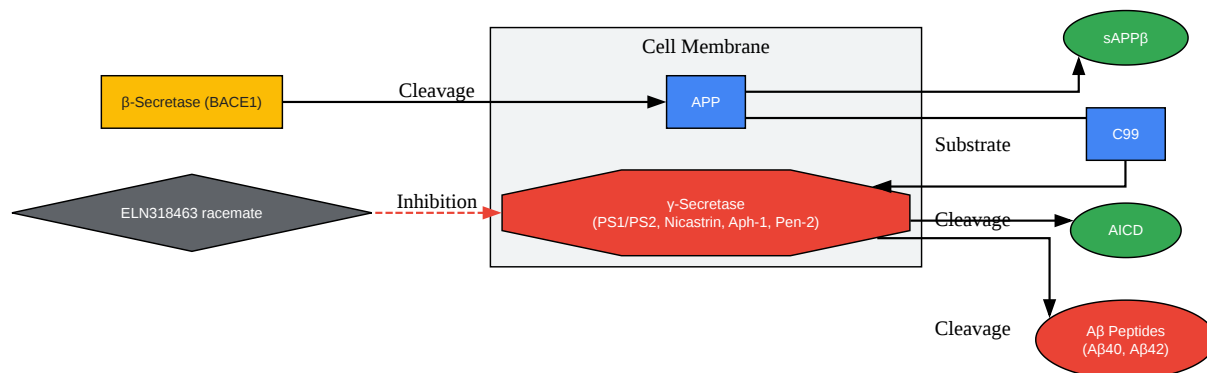 Cell Membrane
sAPPβ
β-Secretase (BACE1)
Cleavage
APP
C99
Substrate
ELN318463 racemate
Inhibition
γ-Secretase
(PS1/PS2, Nicastrin, Aph-1, Pen-2)
Cleavage
AICD
Cleavage
Aβ Peptides
(Aβ40, Aβ42)